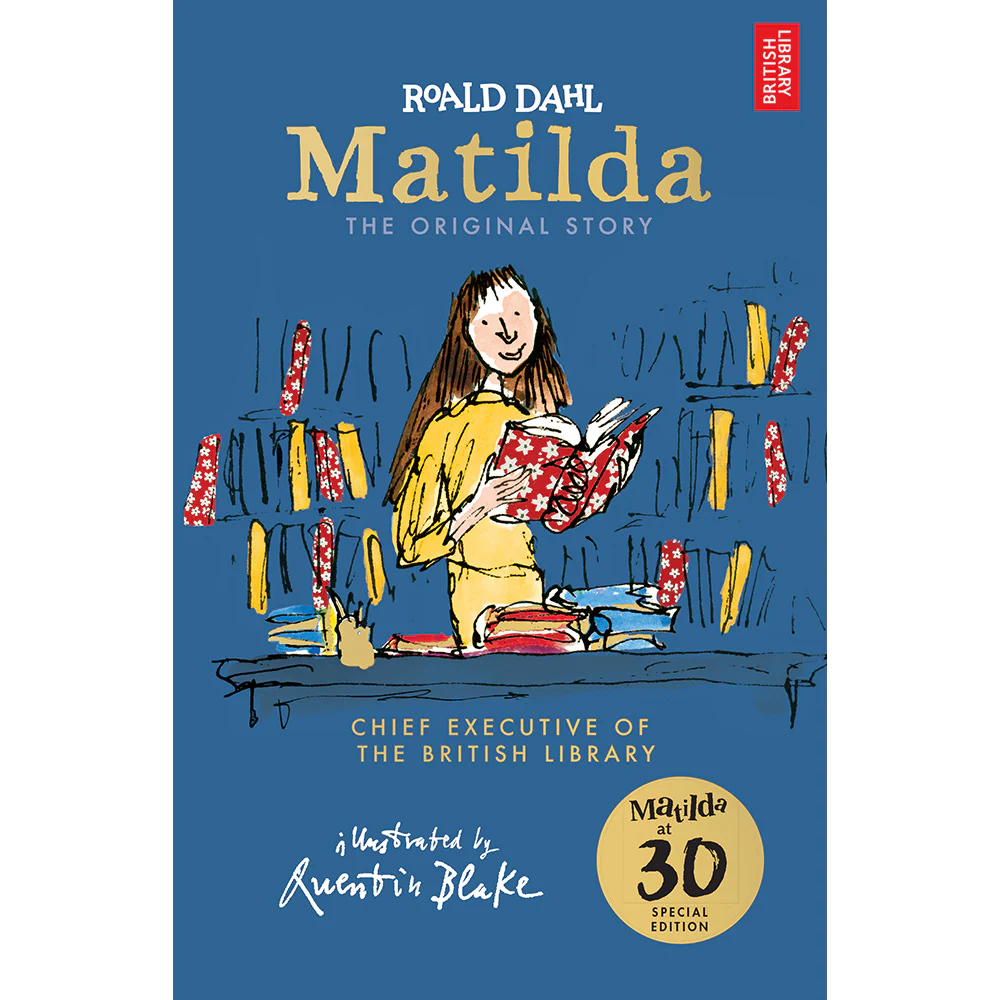 LIBRARY
BRITISH
ROALD DAHL
Matilda
THE ORIGINAL STORY
CHIEF EXECUTIVE OF
THE BRITISH LIBRARY
illustrated by
Quentin Blake
Matilda
at
30
SPECIAL
EDITION